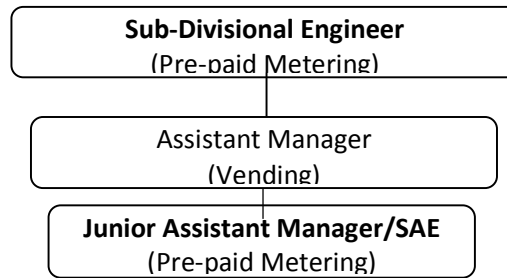 Sub-Divisional Engineer
(Pre-paid Metering)
Assistant Manager
(Vending)
Junior Assistant Manager/SAE
(Pre-paid Metering)